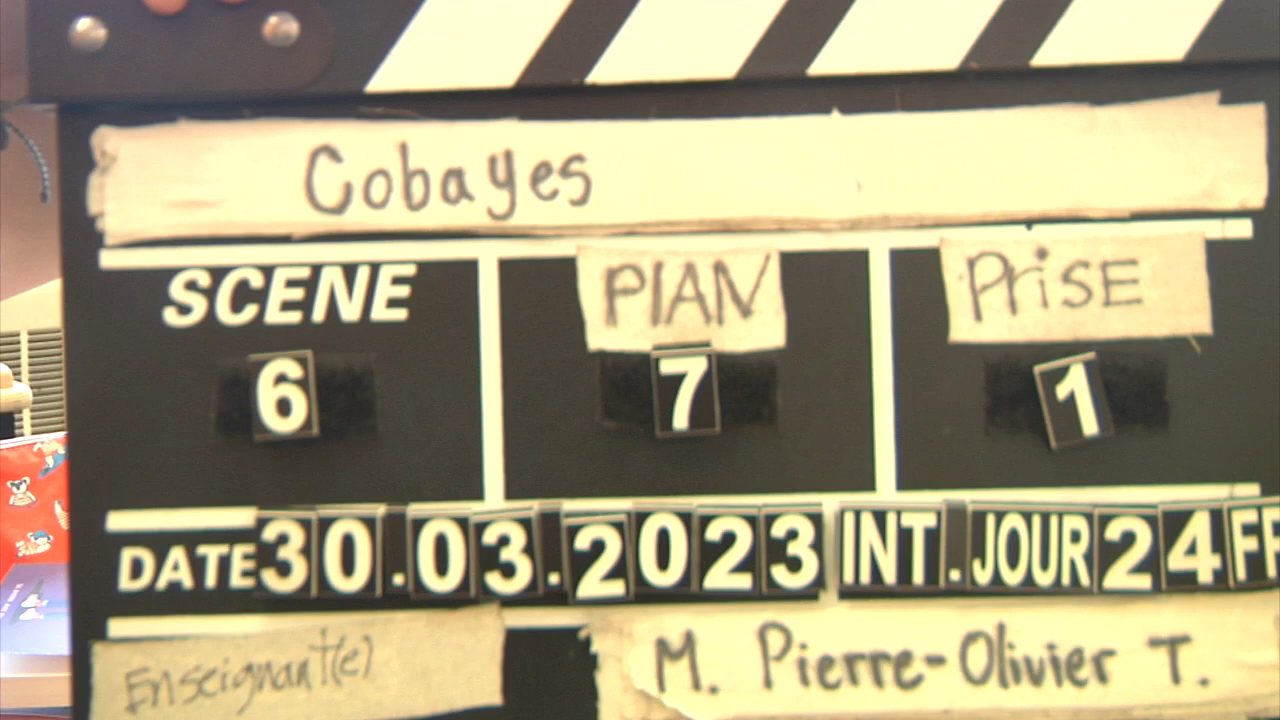 Cobayes
SCENE PLAN PRiSE
6 7 1
DATE 30.03.2023 INT.JOUR 24
Enseignant(e) M. Pierre-Olivier T.